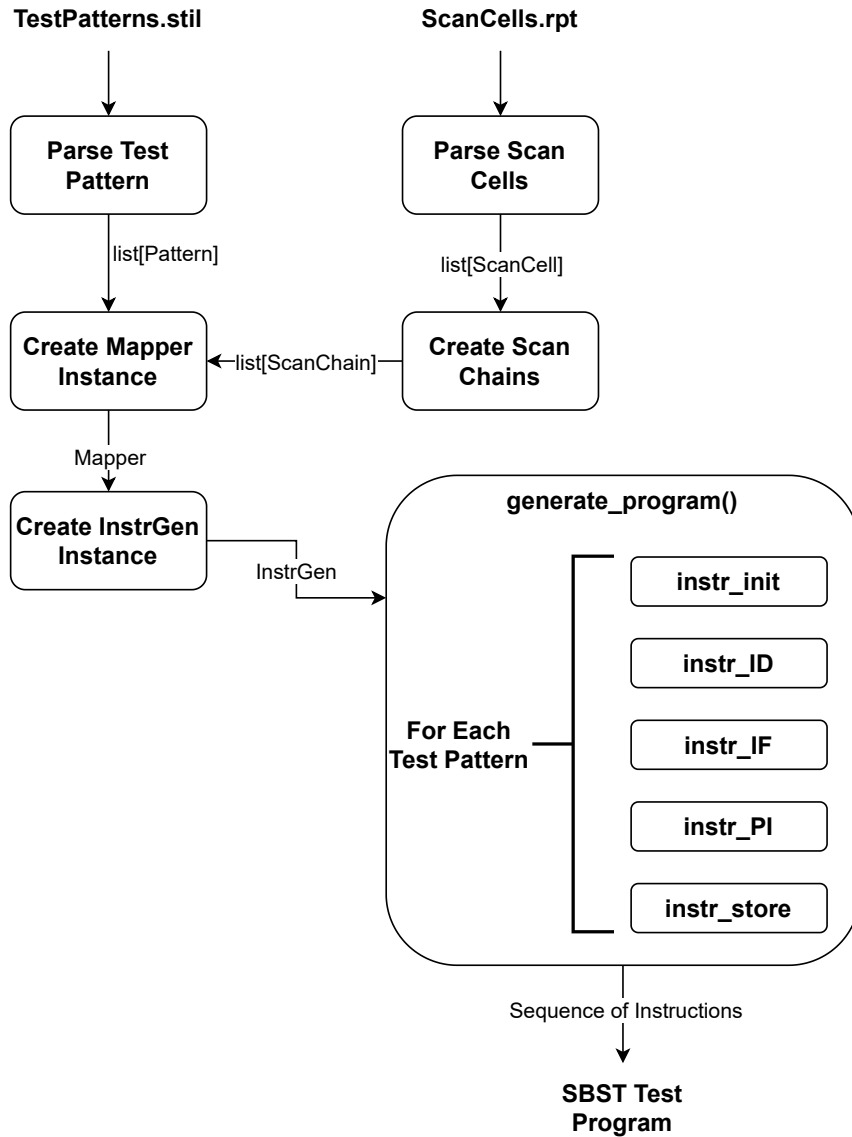 TestPatterns.stil
ScanCells.rpt
Parse Test
Pattern
Parse Scan
Cells
list[Pattern]
list[ScanCell]
Create Mapper
Instance
list[ScanChain]
Create Scan
Chains
Mapper
Create InstrGen
Instance
InstrGen
generate_program()
For Each
Test Pattern
instr_init
instr_ID
instr_IF
instr_PI
instr_store
Sequence of Instructions
SBST Test
Program